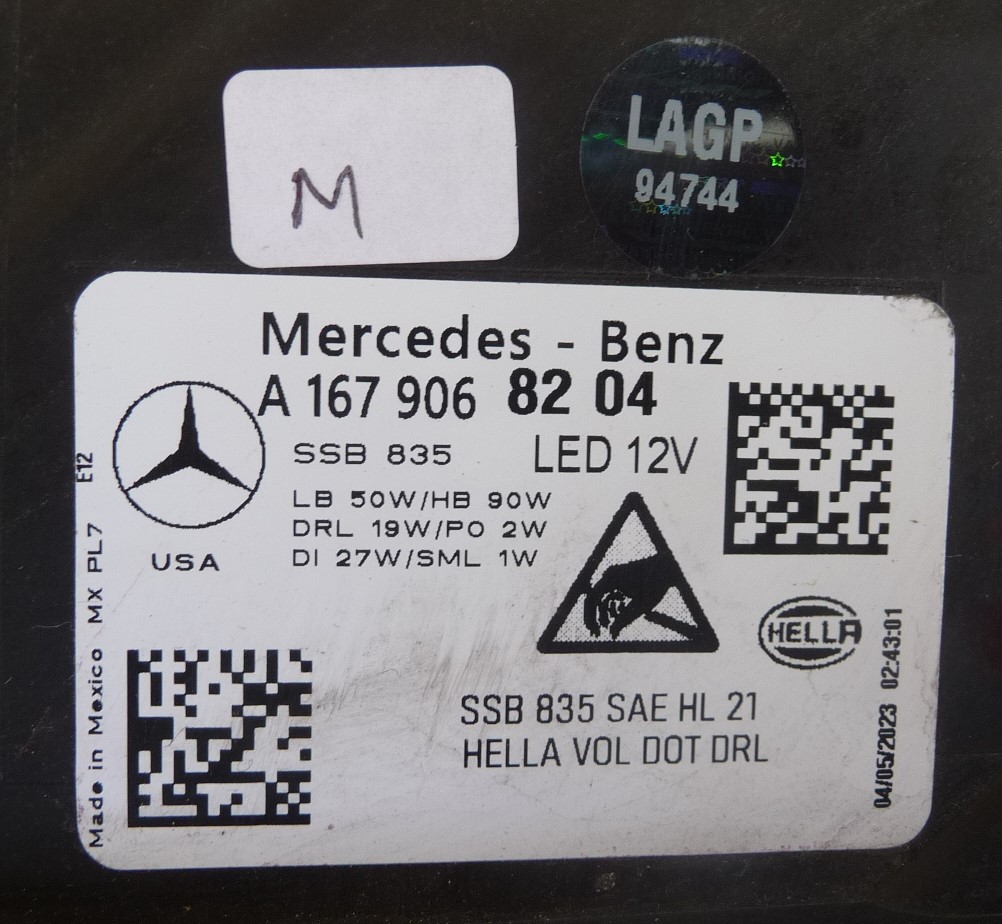 M
LAGP
94744
Mercedes - Benz
A 167 906 82 04
SSB 835 LED 12V
LB 50W/HB 90W
DRL 19W/PO 2W
DI 27W/SML 1W
USA
HELLA
SSB 835 SAE HL 21
HELLA VOL DOT DRL
Made in Mexico MX PL7 E12
04/05/2023 02:43:01